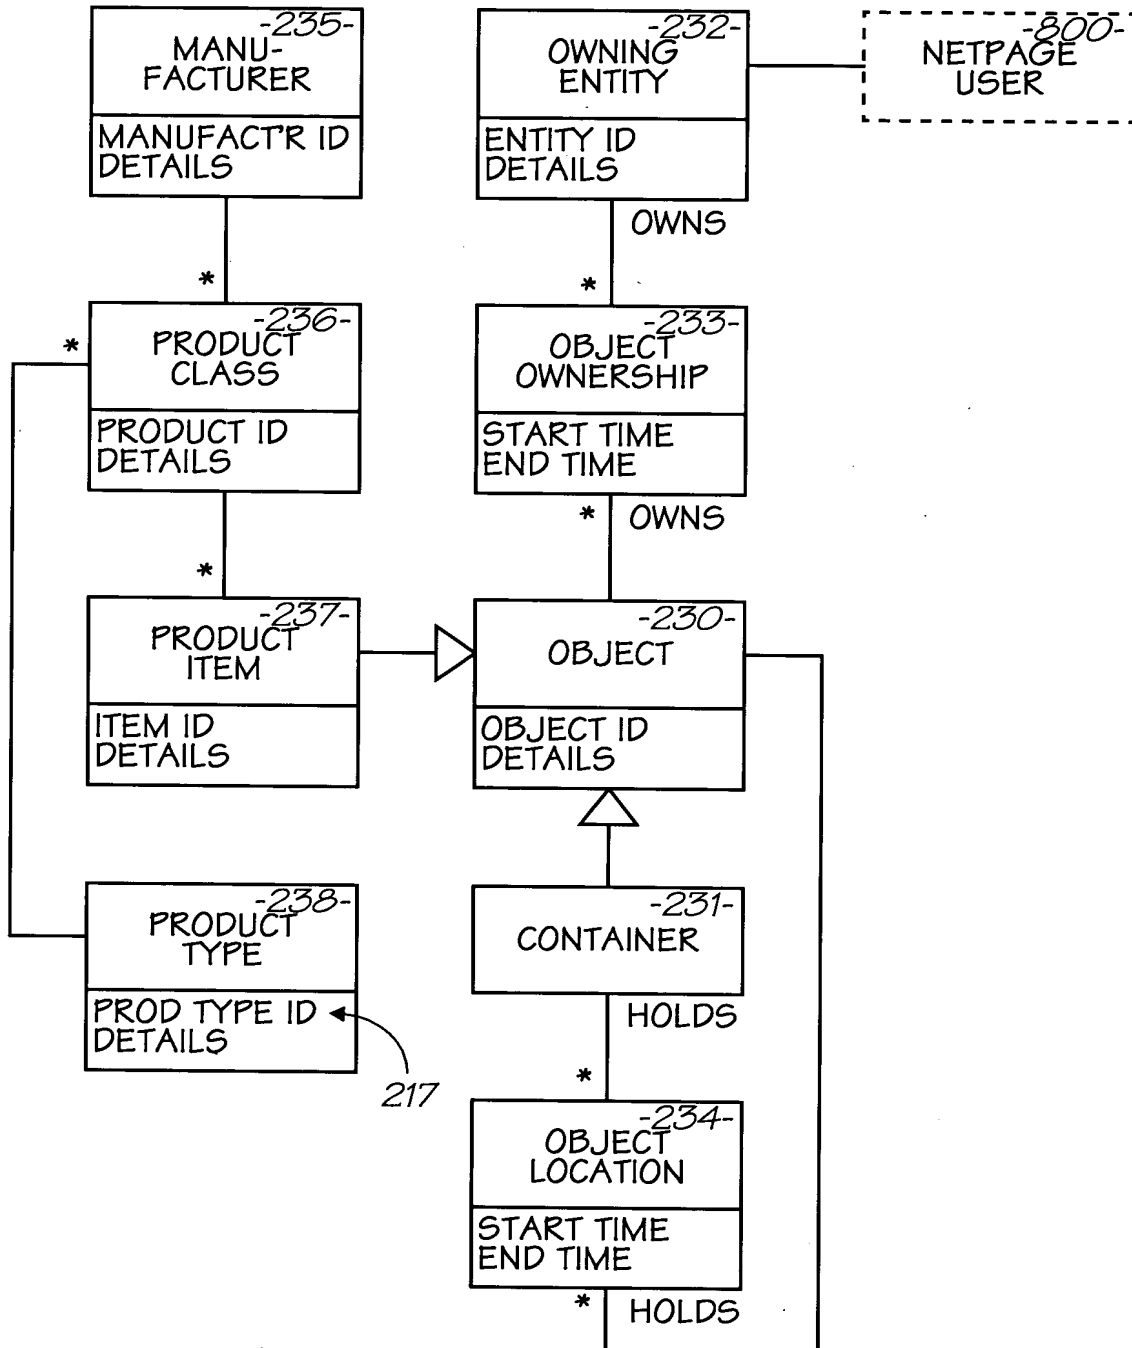 -235-
MANU-
FACTURER
MANUFACT'R ID
DETAILS
-232-
OWNING
ENTITY
ENTITY ID
DETAILS
-800-
NETPAGE
USER
OWNS
*
*
-236-
PRODUCT
CLASS
PRODUCT ID
DETAILS
*
-233-
OBJECT
OWNERSHIP
START TIME
END TIME
* OWNS
*
-237-
PRODUCT
ITEM
ITEM ID
DETAILS
-230-
OBJECT
OBJECT ID
DETAILS
-238-
PRODUCT
TYPE
PROD TYPE ID
DETAILS
217
-231-
CONTAINER
HOLDS
*
-234-
OBJECT
LOCATION
START TIME
END TIME
* HOLDS